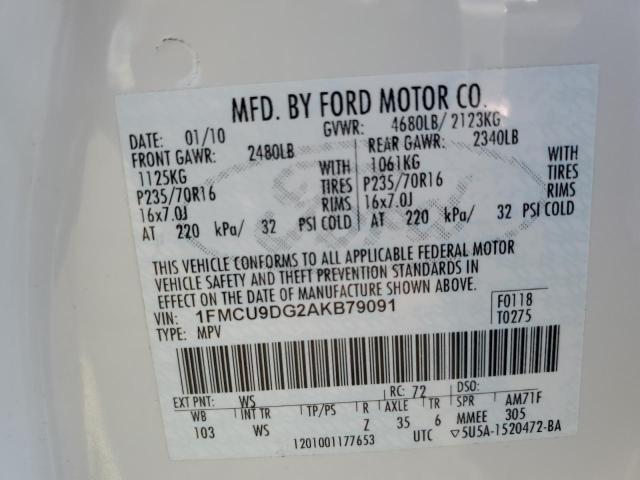 MFD. BY FORD MOTOR CO.
DATE: 01/10 GVWR: 4680LB/ 2123KG
FRONT GAWR: 2480LB REAR GAWR: 2340LB
1125KG WITH 1061KG WITH
P235/70R16 TIRES P235/70R16 TIRES
16x7.0J RIMS 16x7.0J RIMS
AT 220 kPa/ 32 PSI COLD AT 220 kPa/ 32 PSI COLD
THIS VEHICLE CONFORMS TO ALL APPLICABLE FEDERAL MOTOR
VEHICLE SAFETY AND THEFT PREVENTION STANDARDS IN
EFFECT ON THE DATE OF MANUFACTURE SHOWN ABOVE.
VIN: 1FMCU9DG2AKB79091 F0118
TYPE: MPV T0275
EXT PNT: WS RC: 72 DSO:
WB INT TR TP/PS R AXLE TR SPR AM71F
103 WS Z 35 6 MMEE 305
1201001177653 UTC ▽5U5A-1520472-BA